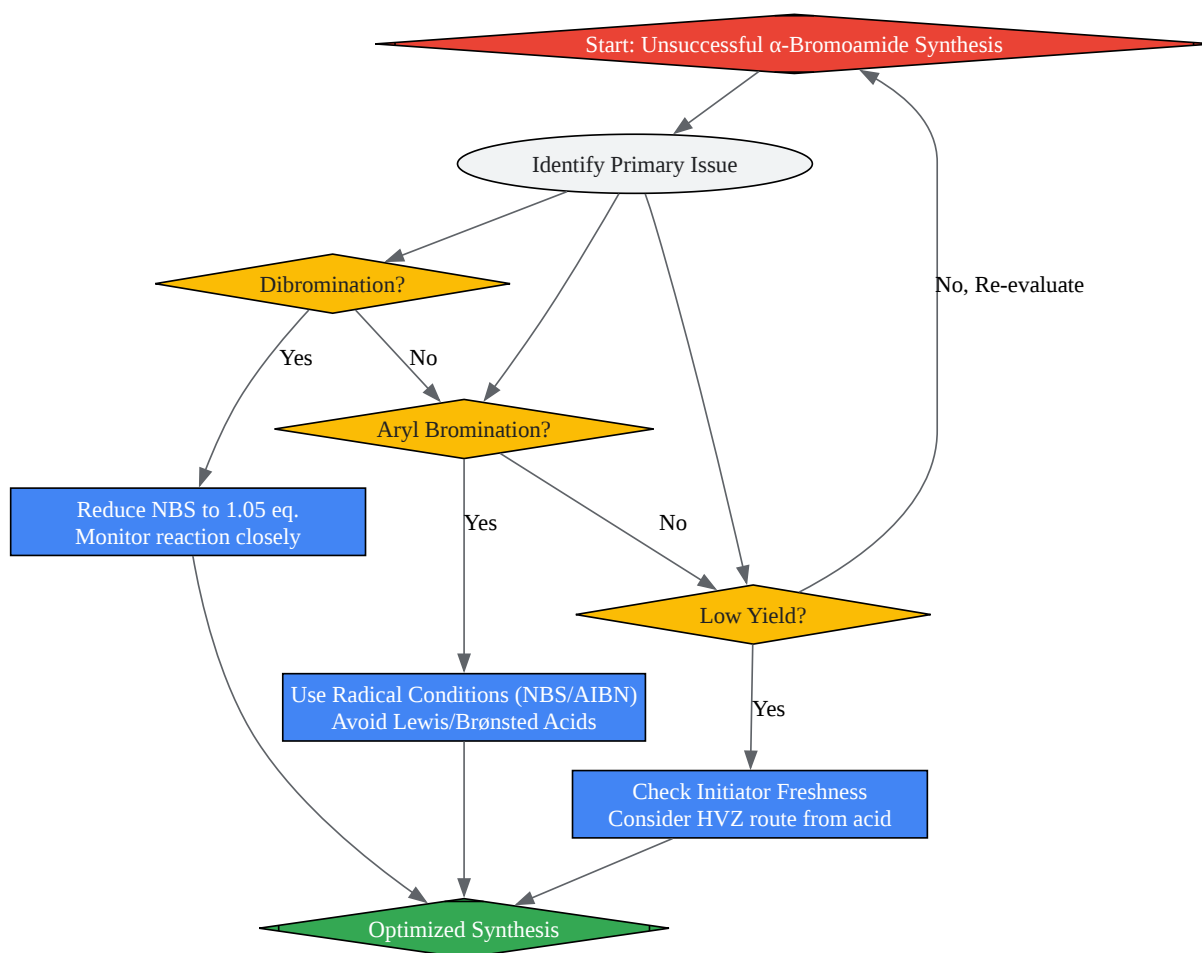 Start: Unsuccessful α-Bromoamide Synthesis
Identify Primary Issue
Dibromination?
No, Re-evaluate
Yes
No
Aryl Bromination?
Reduce NBS to 1.05 eq.
Monitor reaction closely
Yes
No
Low Yield?
Use Radical Conditions (NBS/AIBN)
Avoid Lewis/Brønsted Acids
Yes
Check Initiator Freshness
Consider HVZ route from acid
Optimized Synthesis